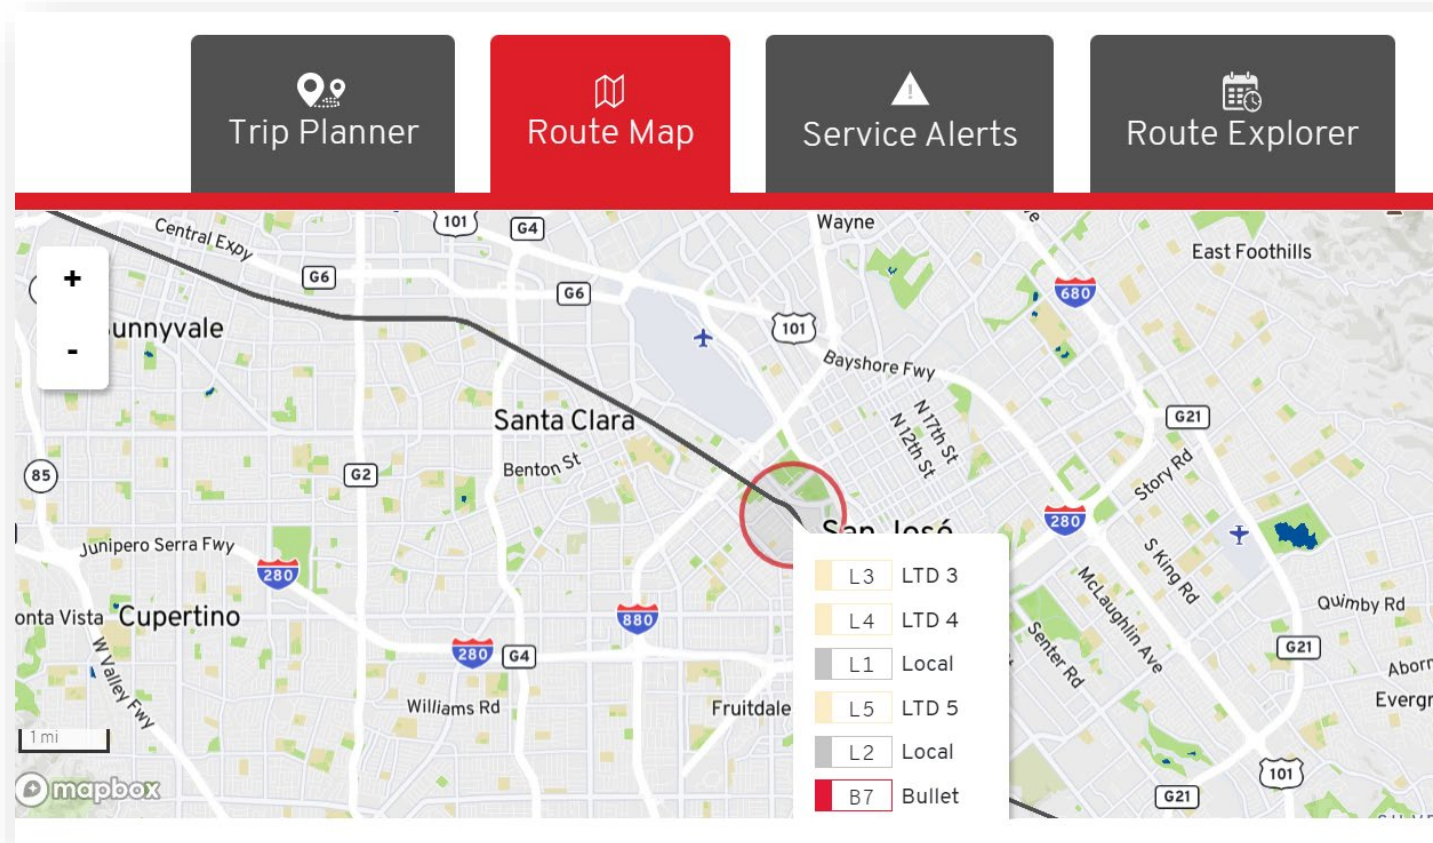 Trip Planner
Route Map
Service Alerts
Route Explorer
Central Expy
101
G4
Wayne
East Foothills
+
G6
G6
680
-
101
Bayshore Fwy
Santa Clara
N 17th St
N 12th St
G21
85
G2
Benton St
Story Rd
San José
280
Junipero Serra Fwy
280
S King Rd
L3 LTD 3
McLaughlin Ave
Quimby Rd
Cupertino
880
L4 LTD 4
W Valley Fwy
280
G4
Senter Rd
G21
L1 Local
Williams Rd
Fruitdale
L5 LTD 5
1 mi
L2 Local
101
mapbox
B7 Bullet
G21